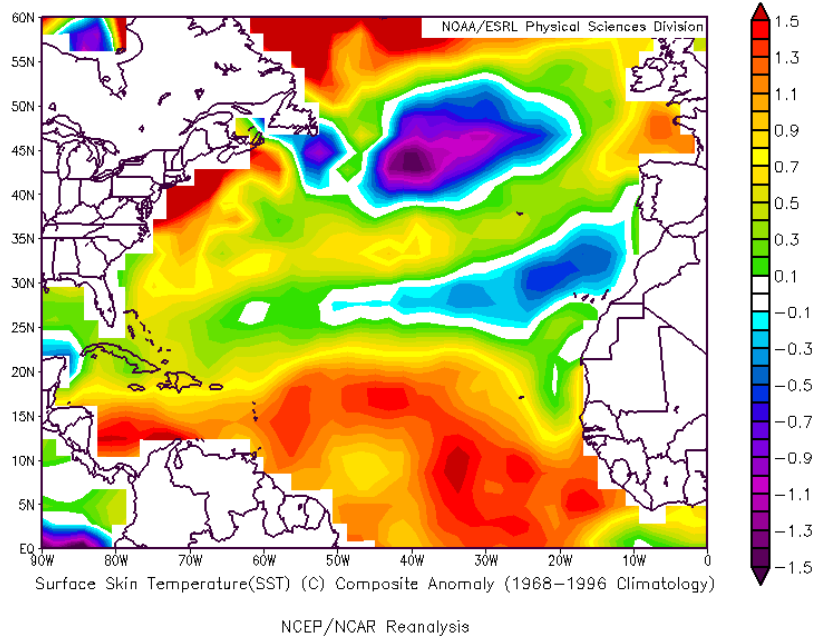 NOAA/ESRL Physical Sciences Division
60N
55N
50N
45N
40N
35N
30N
25N
20N
15N
10N
5N
EQ
90W 80W 70W 60W 50W 40W 30W 20W 10W 0
1.5
1.3
1.1
0.9
0.7
0.5
0.3
0.1
-0.1
-0.3
-0.5
-0.7
-0.9
-1.1
-1.3
-1.5
Surface Skin Temperature(SST) (C) Composite Anomaly (1968-1996 Climatology)
NCEP/NCAR Reanalysis